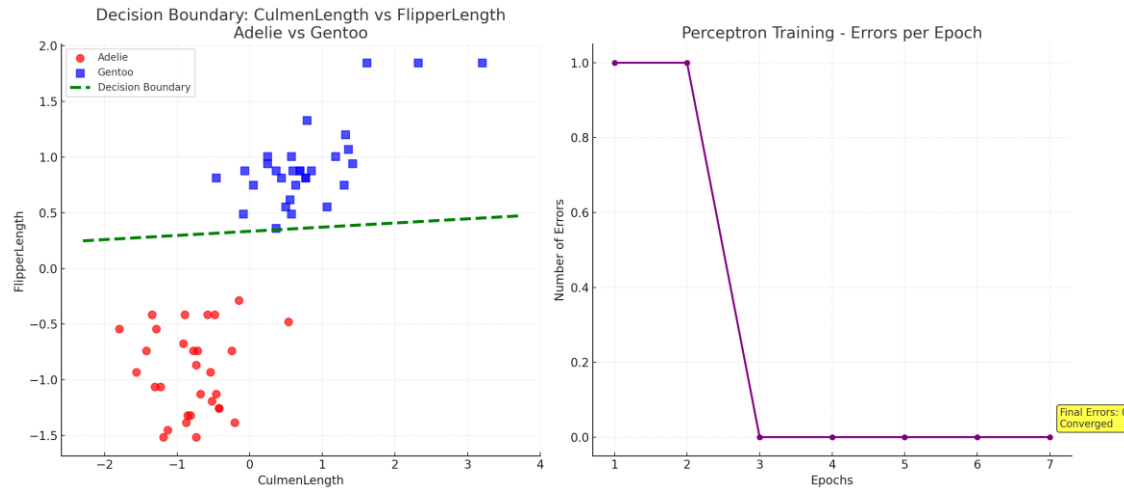 Decision Boundary: CulmenLength vs FlipperLength
Adelie vs Gentoo
2.0
1.5
1.0
0.5
0.0
−0.5
−1.0
−1.5
FlipperLength
Adelie
Gentoo
Decision Boundary
−2
−1
0
1
2
3
4
CulmenLength
Perceptron Training - Errors per Epoch
1.0
0.8
0.6
0.4
0.2
0.0
Number of Errors
Final Errors:
Converged
1
2
3
4
5
6
7
Epochs